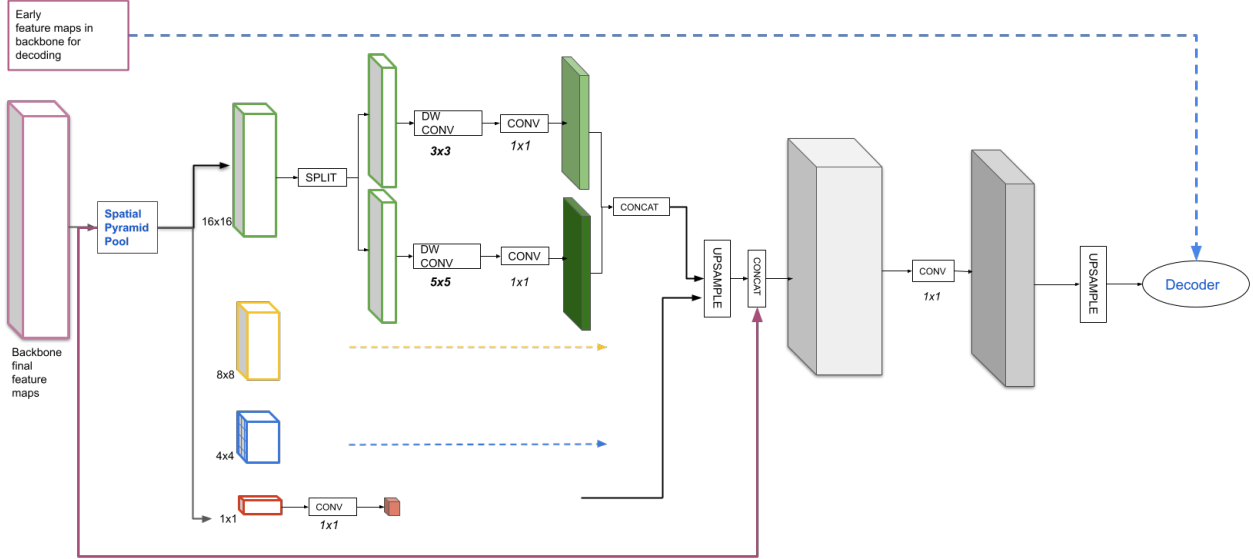 Early
feature maps in
backbone for
decoding
Backbone
final
feature
maps
Spatial
Pyramid
Pool
16x16
SPLIT
DW
CONV
3x3
CONV
1x1
DW
CONV
5x5
CONV
1x1
CONCAT
UPSAMPLE
CONCAT
CONV
1x1
UPSAMPLE
Decoder
8x8
4x4
1x1
CONV
1x1